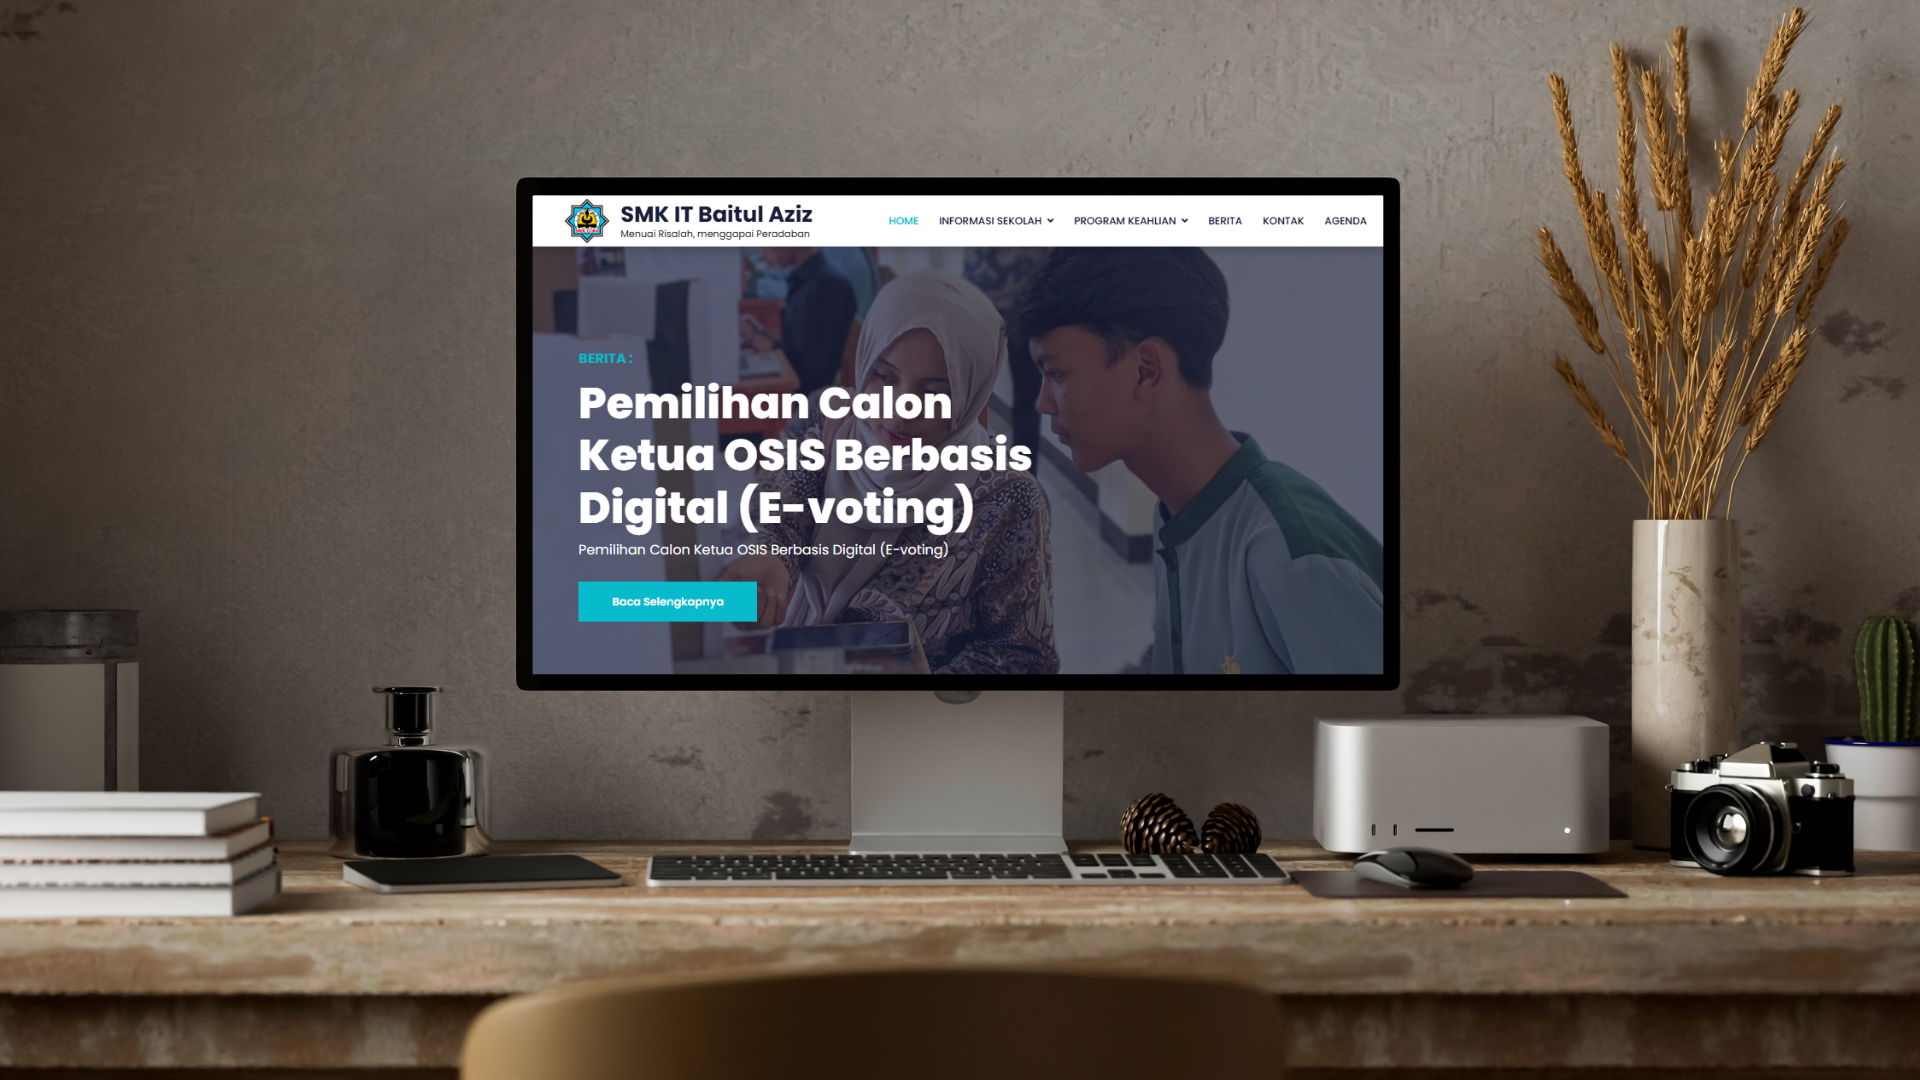 SMK IT Baitul Aziz
Menuai Risalah, menggapai Peradaban
HOME INFORMASI SEKOLAH PROGRAM KEAHLIAN BERITA KONTAK AGENDA
BERITA :
Pemilihan Calon
Ketua OSIS Berbasis
Digital (E-voting)
Pemilihan Calon Ketua OSIS Berbasis Digital (E-voting)
Baca Selengkapnya